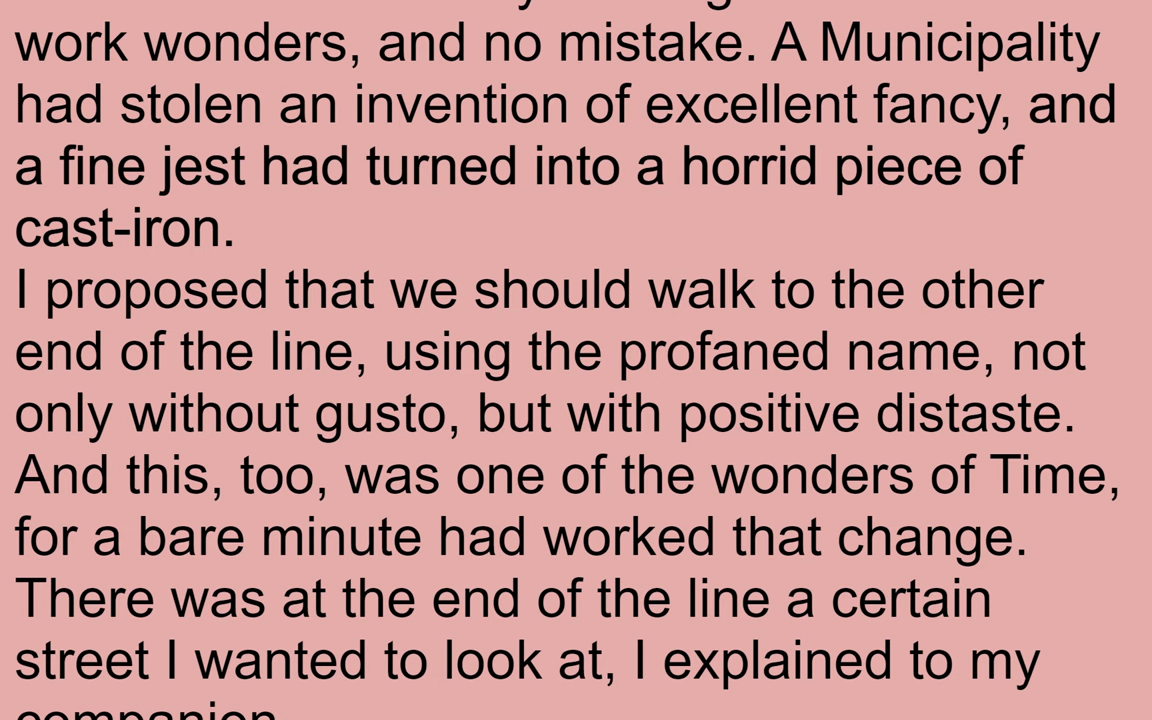 work wonders, and no mistake. A Municipality
had stolen an invention of excellent fancy, and
a fine jest had turned into a horrid piece of
cast-iron.
I proposed that we should walk to the other
end of the line, using the profaned name, not
only without gusto, but with positive distaste.
And this, too, was one of the wonders of Time,
for a bare minute had worked that change.
There was at the end of the line a certain
street I wanted to look at, I explained to my
companion.